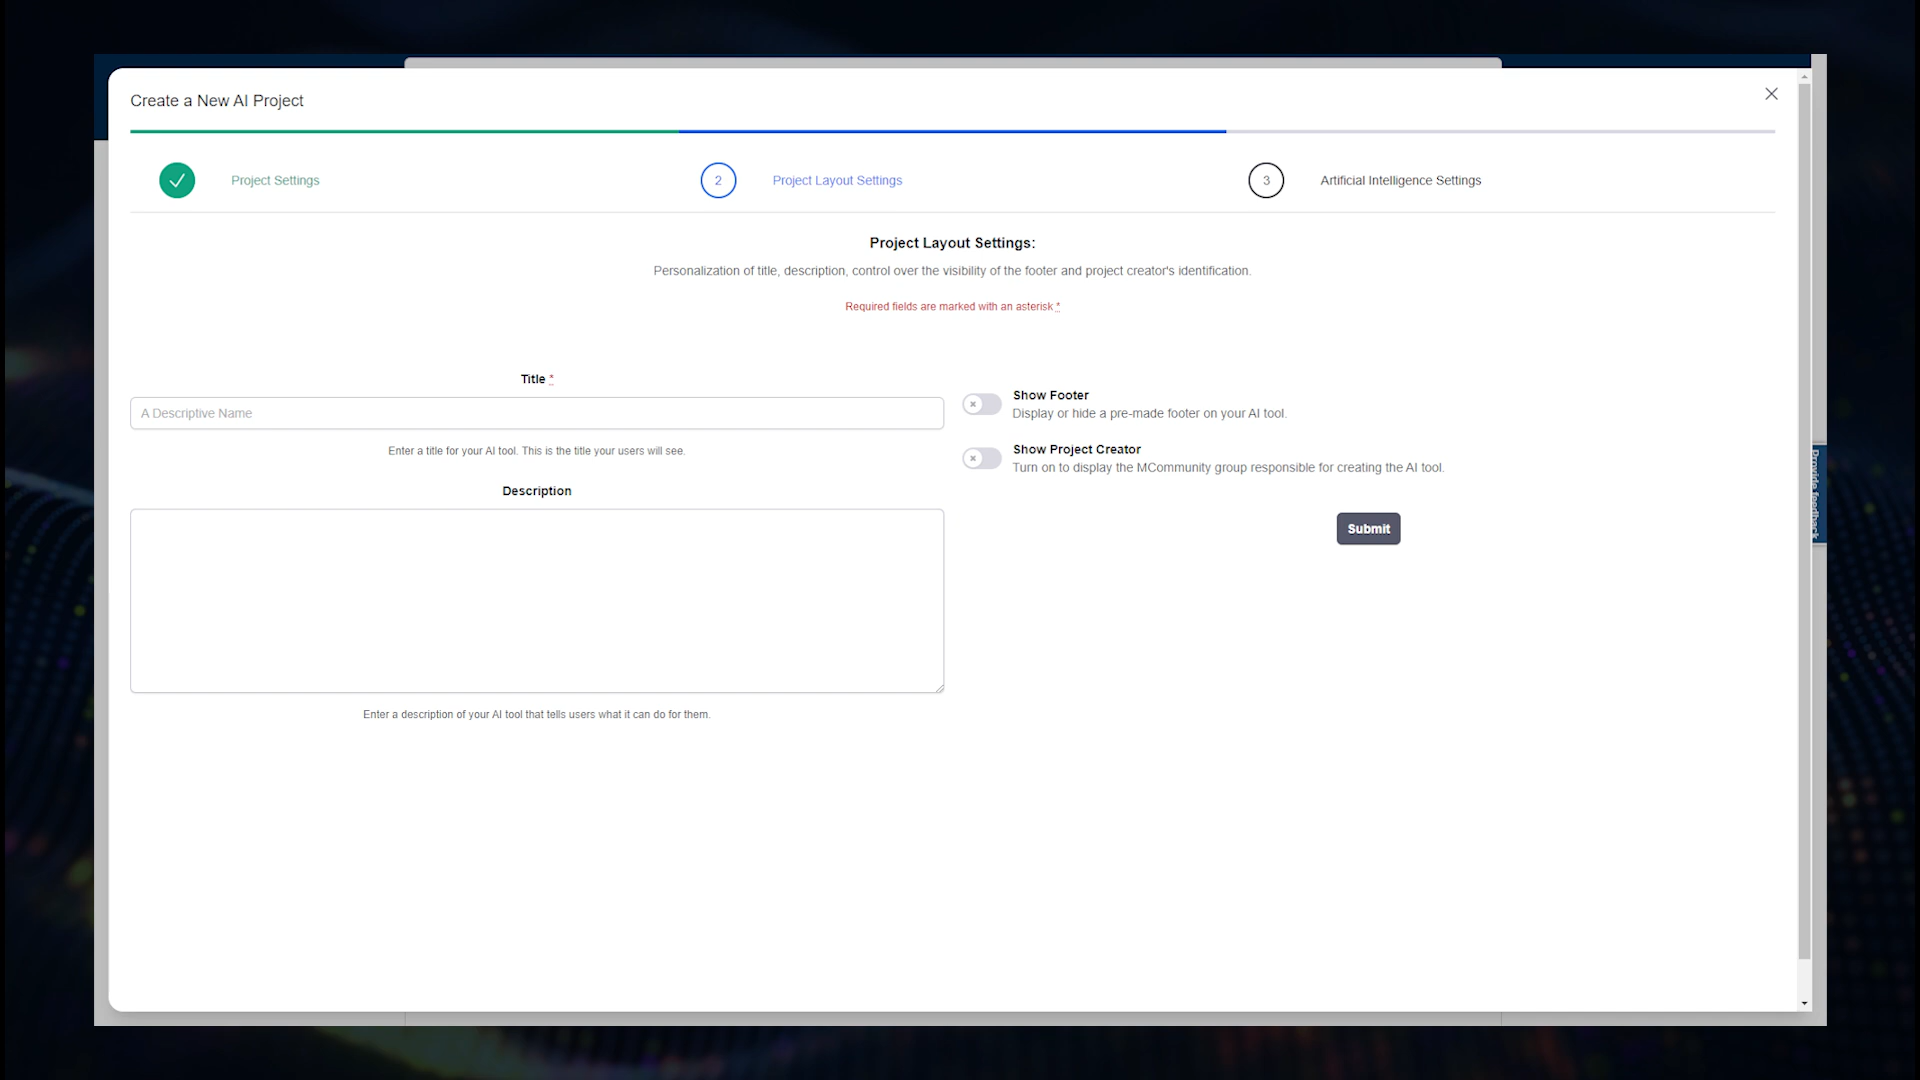 Create a New AI Project
Project Settings
2
Project Layout Settings
3
Artificial Intelligence Settings
Project Layout Settings:
Personalization of title, description, control over the visibility of the footer and project creator's identification.
Required fields are marked with an asterisk *
Title *
A Descriptive Name
Enter a title for your AI tool. This is the title your users will see.
Description
Enter a description of your AI tool that tells users what it can do for them.
Show Footer
Display or hide a pre-made footer on your AI tool.
Show Project Creator
Turn on to display the MCommunity group responsible for creating the AI tool.
Submit
Provide feedback